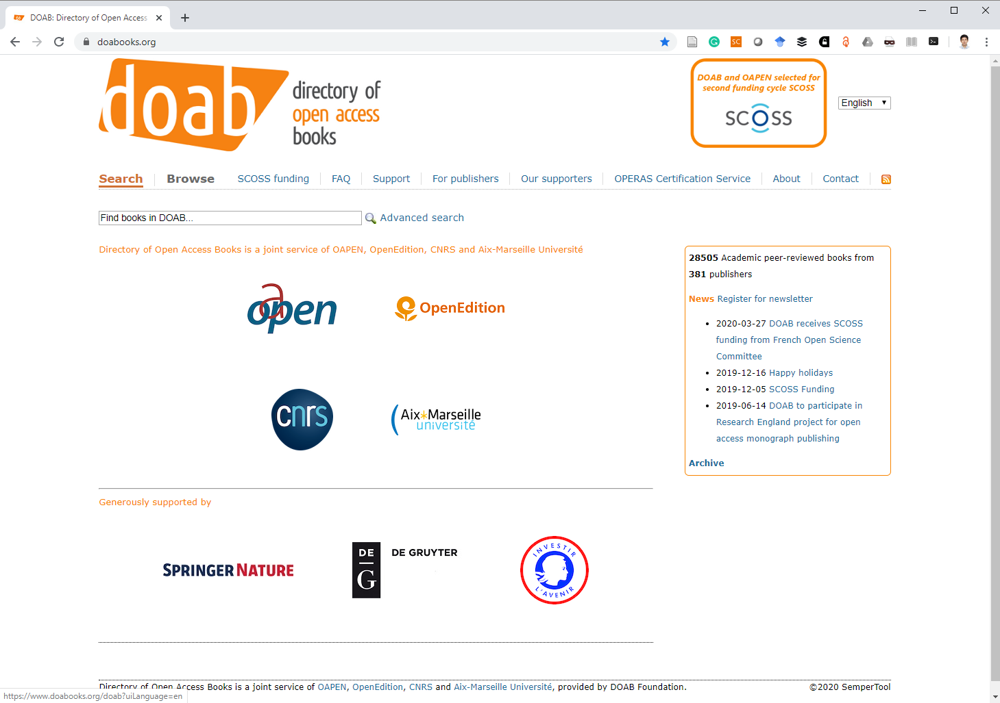 DOAB: Directory of Open Access
doabooks.org
doab
directory of
open access
books
DOAB and OAPEN selected for
second funding cycle SCOSS
SCOSS
English
Search
Browse
SCOSS funding
FAQ
Support
For publishers
Our supporters
OPERAS Certification Service
About
Contact
Find books in DOAB...
Advanced search
Directory of Open Access Books is a joint service of OAPEN, OpenEdition, CNRS and Aix-Marseille Université
oapen
OpenEdition
cnrs
Aix*Marseille
université
28505 Academic peer-reviewed books from
381 publishers
News Register for newsletter
2020-03-27 DOAB receives SCOSS
funding from French Open Science
Committee
2019-12-16 Happy holidays
2019-12-05 SCOSS Funding
2019-06-14 DOAB to participate in
Research England project for open
access monograph publishing
Archive
Generously supported by
SPRINGER NATURE
DE
G
DE GRUYTER
INVESTIR
L'AVENIR
Directory of Open Access Books is a joint service of OAPEN, OpenEdition, CNRS and Aix-Marseille Université, provided by DOAB Foundation.
©2020 SemperTool
https://www.doabooks.org/doab?uiLanguage=en